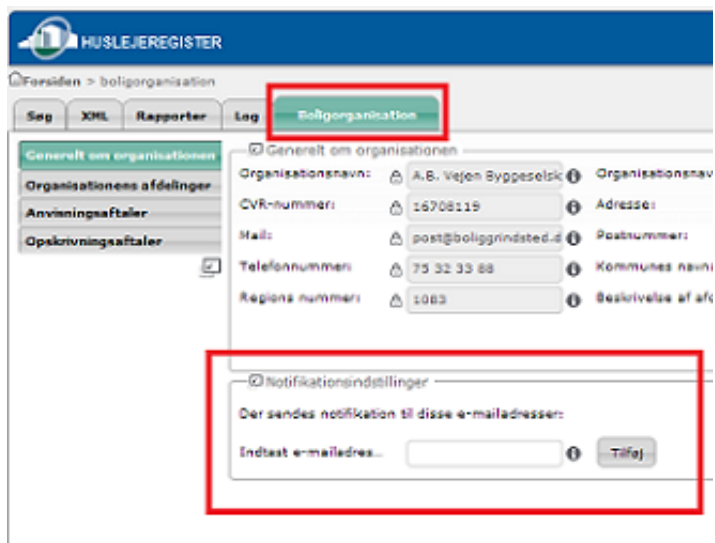 HUSLEJEREGISTER
Forsiden > boligorganisation
Søg XML Rapporter Log Boligorganisation
Generelt om organisationen
Organisationens afdelinger
Anvisningsaftaler
Opskrivningsaftaler
Generelt om organisationen
Organisationsnavn: A.B. Vejen Byggeselsk Organisationsnav
CVR-nummer: 16708119 Adresse:
Mail: post@boliggrindsted.d Postnummer:
Telefonnummer: 75 32 33 88 Kommunes navn:
Regions nummer: 1083 Beskrivelse af afd
Notifikationsindstillinger
Der sendes notifikation til disse e-mailadresser:
Indtast e-mailadres... Tilføj